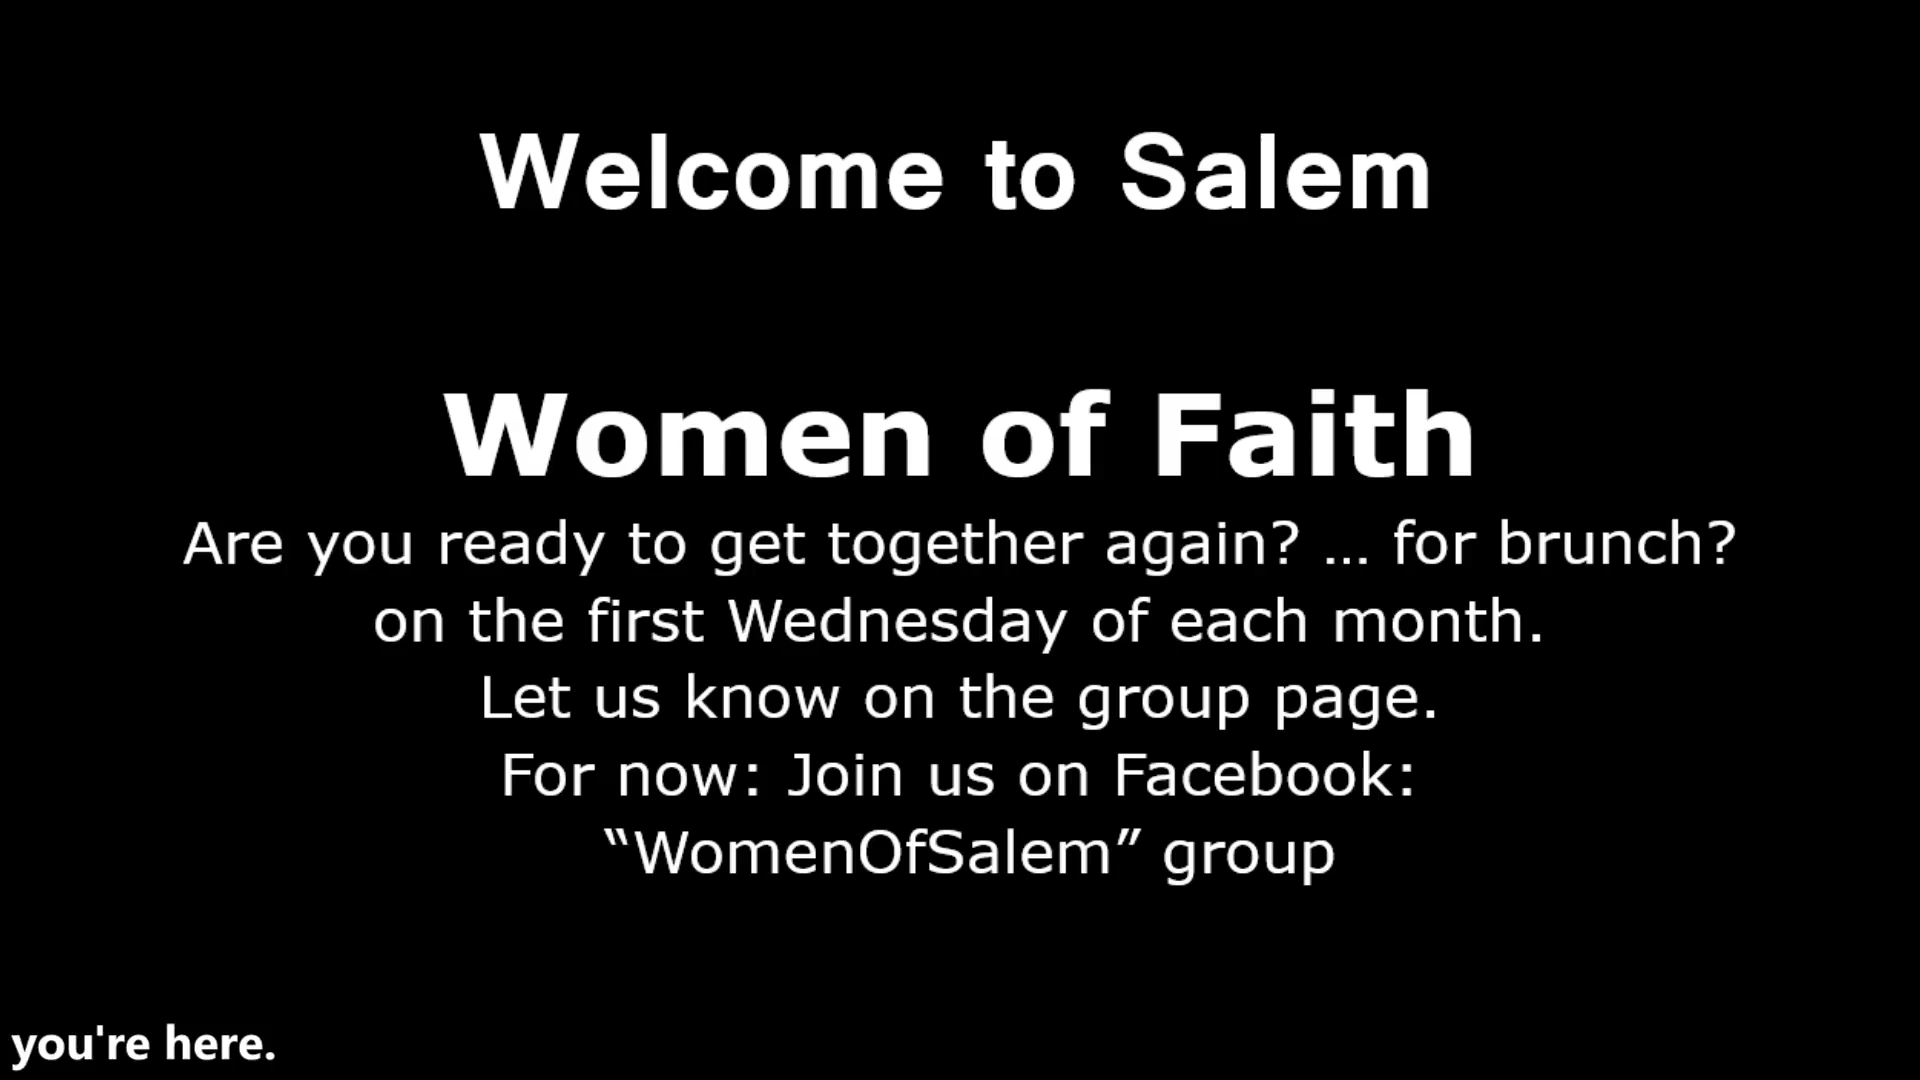 Welcome to Salem
Women of Faith
Are you ready to get together again? ... for brunch?
on the first Wednesday of each month.
Let us know on the group page.
For now: Join us on Facebook:
“WomenOfSalem” group
you're here.